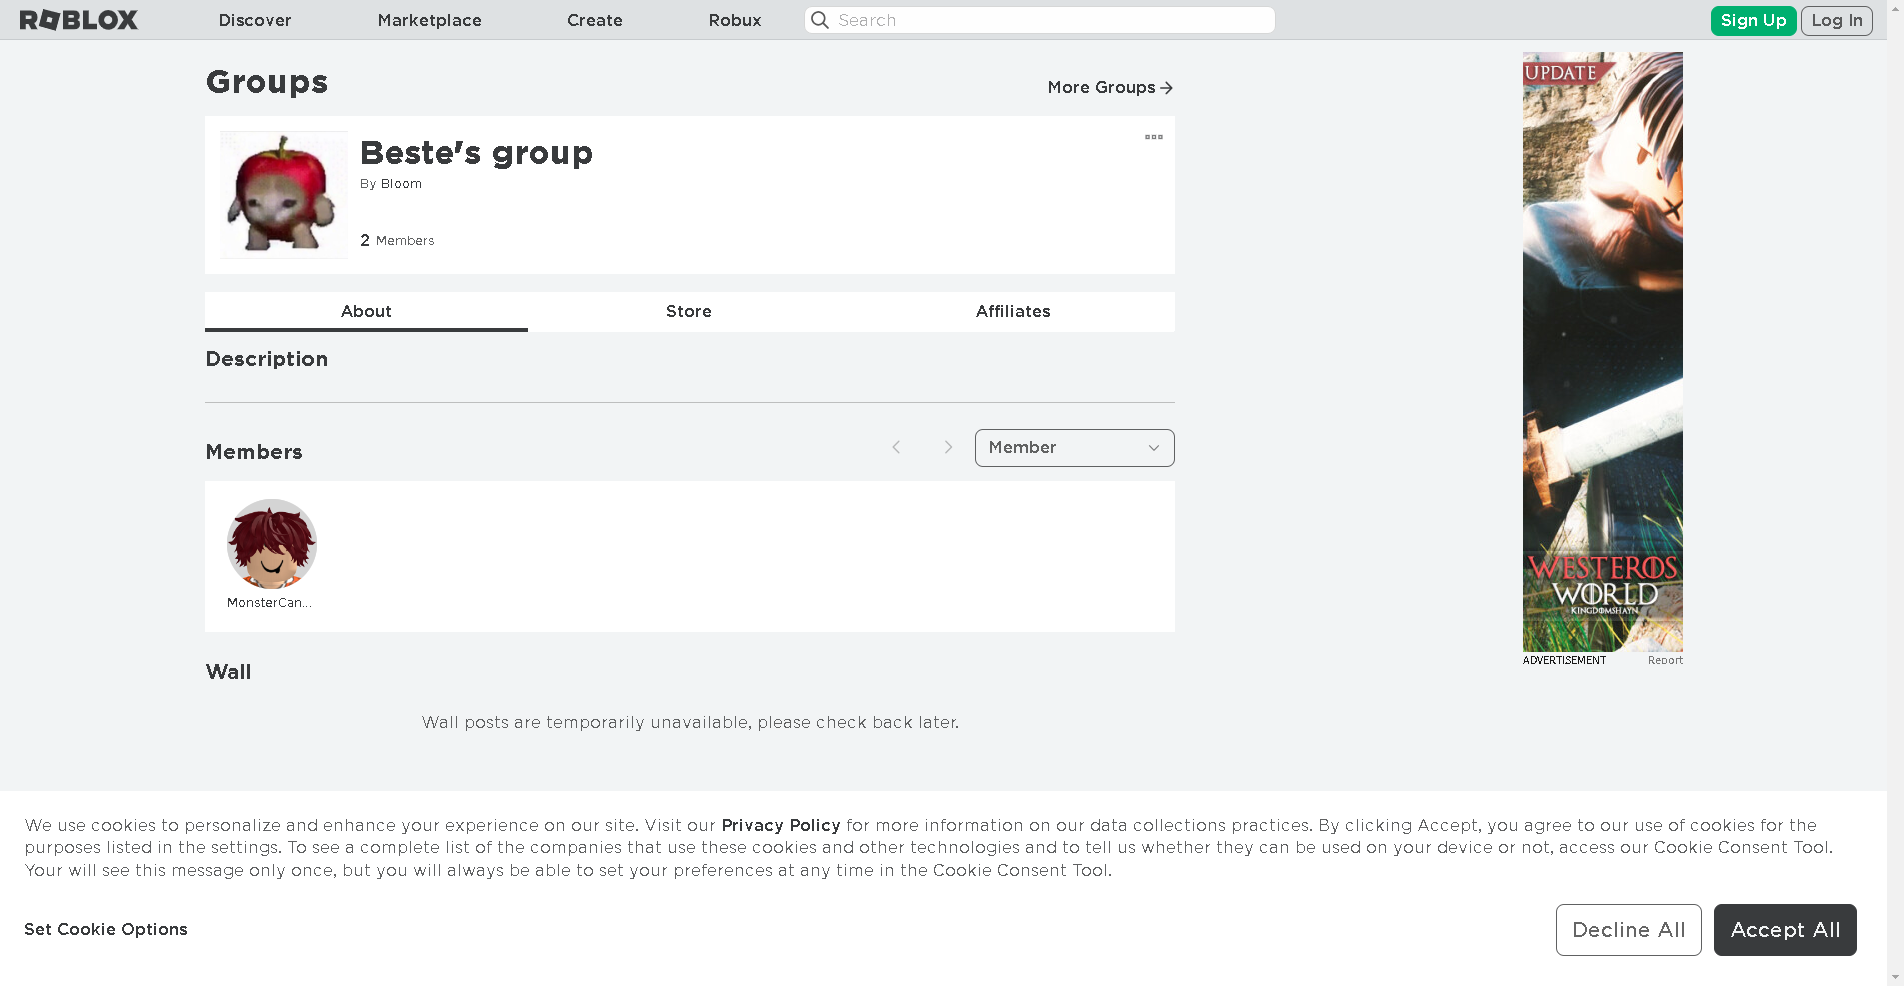 ROBLOX
Discover
Marketplace
Create
Robux
Search
Sign Up
Log In
Groups
More Groups
Beste's group
By Bloom
2 Members
About
Store
Affiliates
Description
Members
Member
MonsterCan...
Wall
Wall posts are temporarily unavailable, please check back later.
UPDATE
WESTEROS
WORLD
KINGDOMSHAYN
ADVERTISEMENT
Report
We use cookies to personalize and enhance your experience on our site. Visit our Privacy Policy for more information on our data collections practices. By clicking Accept, you agree to our use of cookies for the
purposes listed in the settings. To see a complete list of the companies that use these cookies and other technologies and to tell us whether they can be used on your device or not, access our Cookie Consent Tool.
Your will see this message only once, but you will always be able to set your preferences at any time in the Cookie Consent Tool.
Set Cookie Options
Decline All
Accept All